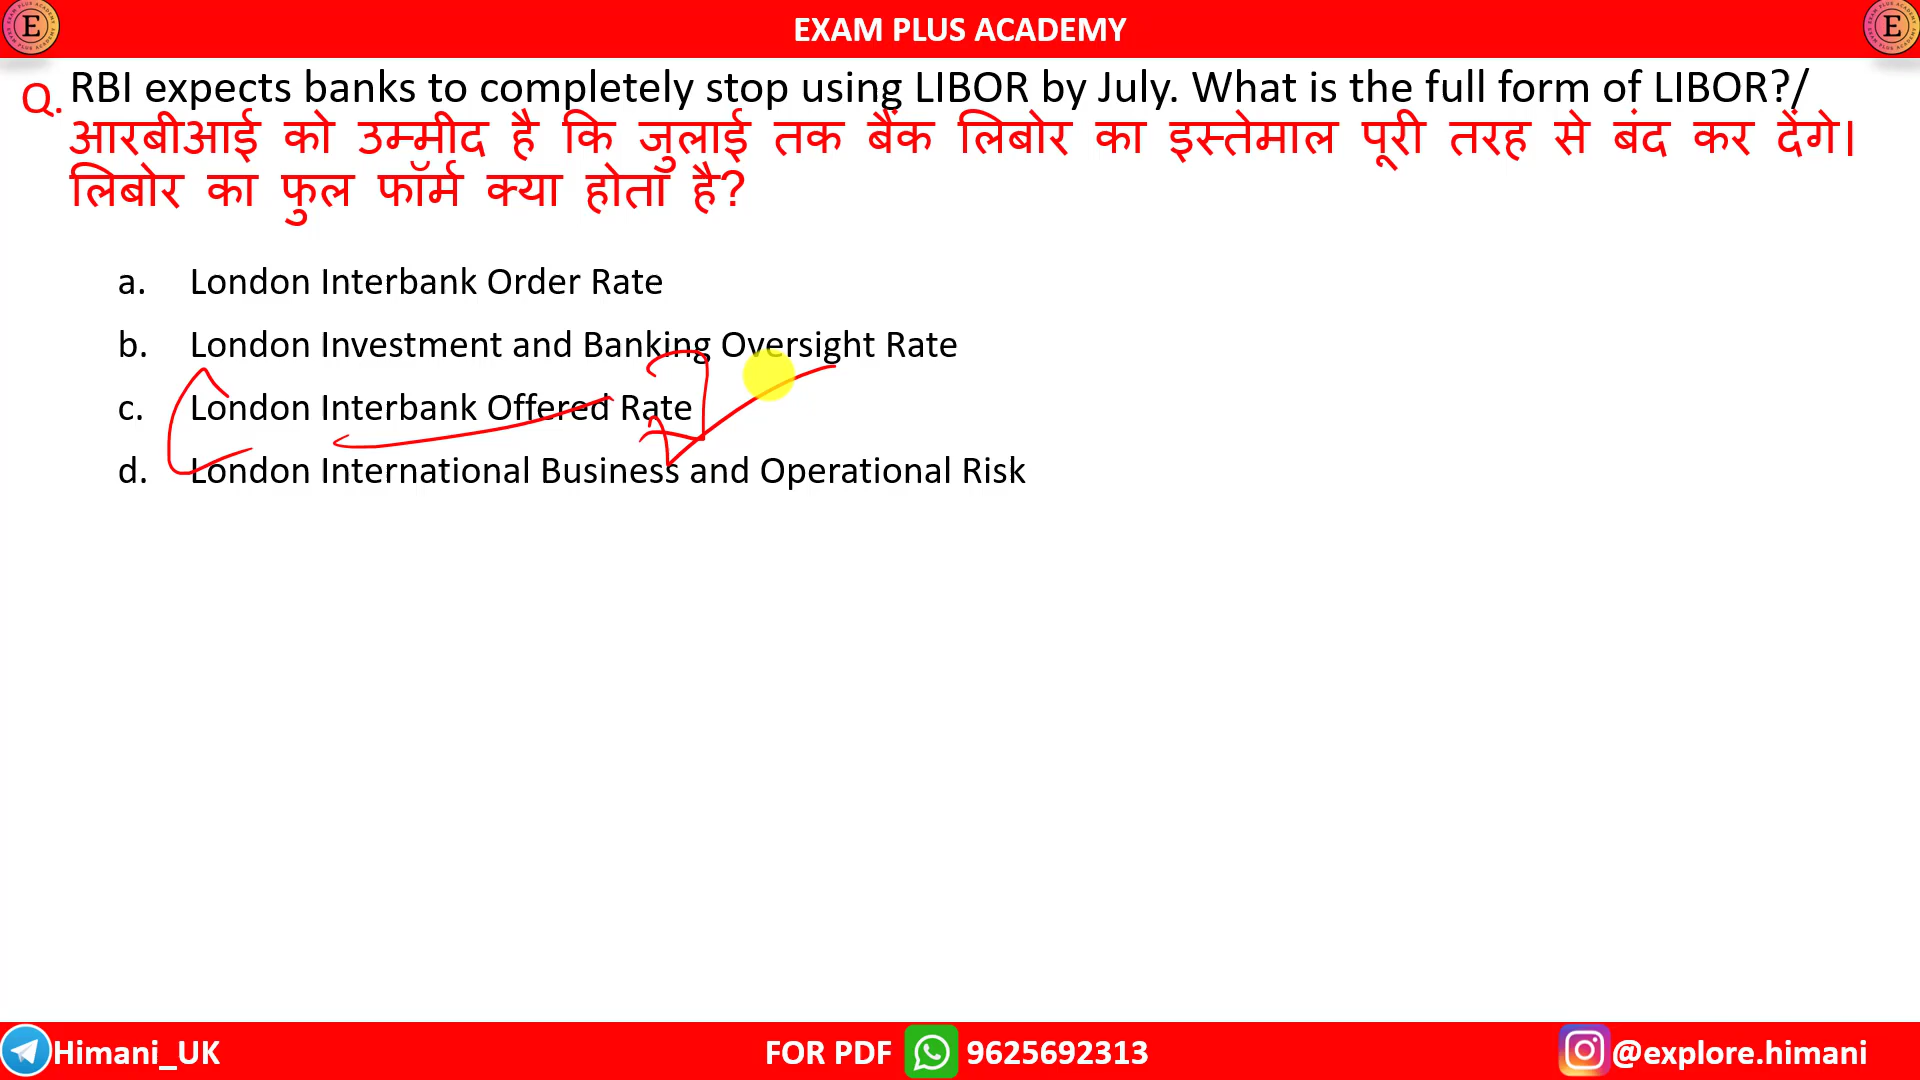 EXAM PLUS ACADEMY
E
E
Q. RBI expects banks to completely stop using LIBOR by July. What is the full form of LIBOR?/
आरबीआई को उम्मीद है कि जुलाई तक बैंक लिबोर का इस्तेमाल पूरी तरह से बंद कर देंगे।
लिबोर का फुल फॉर्म क्या होता है?
a. London Interbank Order Rate
b. London Investment and Banking Oversight Rate
c. London Interbank Offered Rate
d. London International Business and Operational Risk
Himani_UK FOR PDF 9625692313 @explore.himani